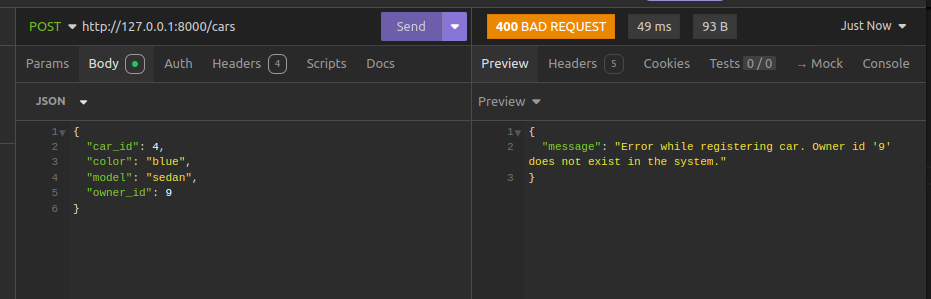 POST http://127.0.0.1:8000/cars Send 400 BAD REQUEST 49 ms 93 B Just Now
Params Body Auth Headers 4 Scripts Docs Preview Headers 5 Cookies Tests 0 / 0 → Mock Console
JSON Preview
1 {
2 "car_id": 4,
3 "color": "blue",
4 "model": "sedan",
5 "owner_id": 9
6 }
1 {
2 "message": "Error while registering car. Owner id '9'
does not exist in the system."
3 }